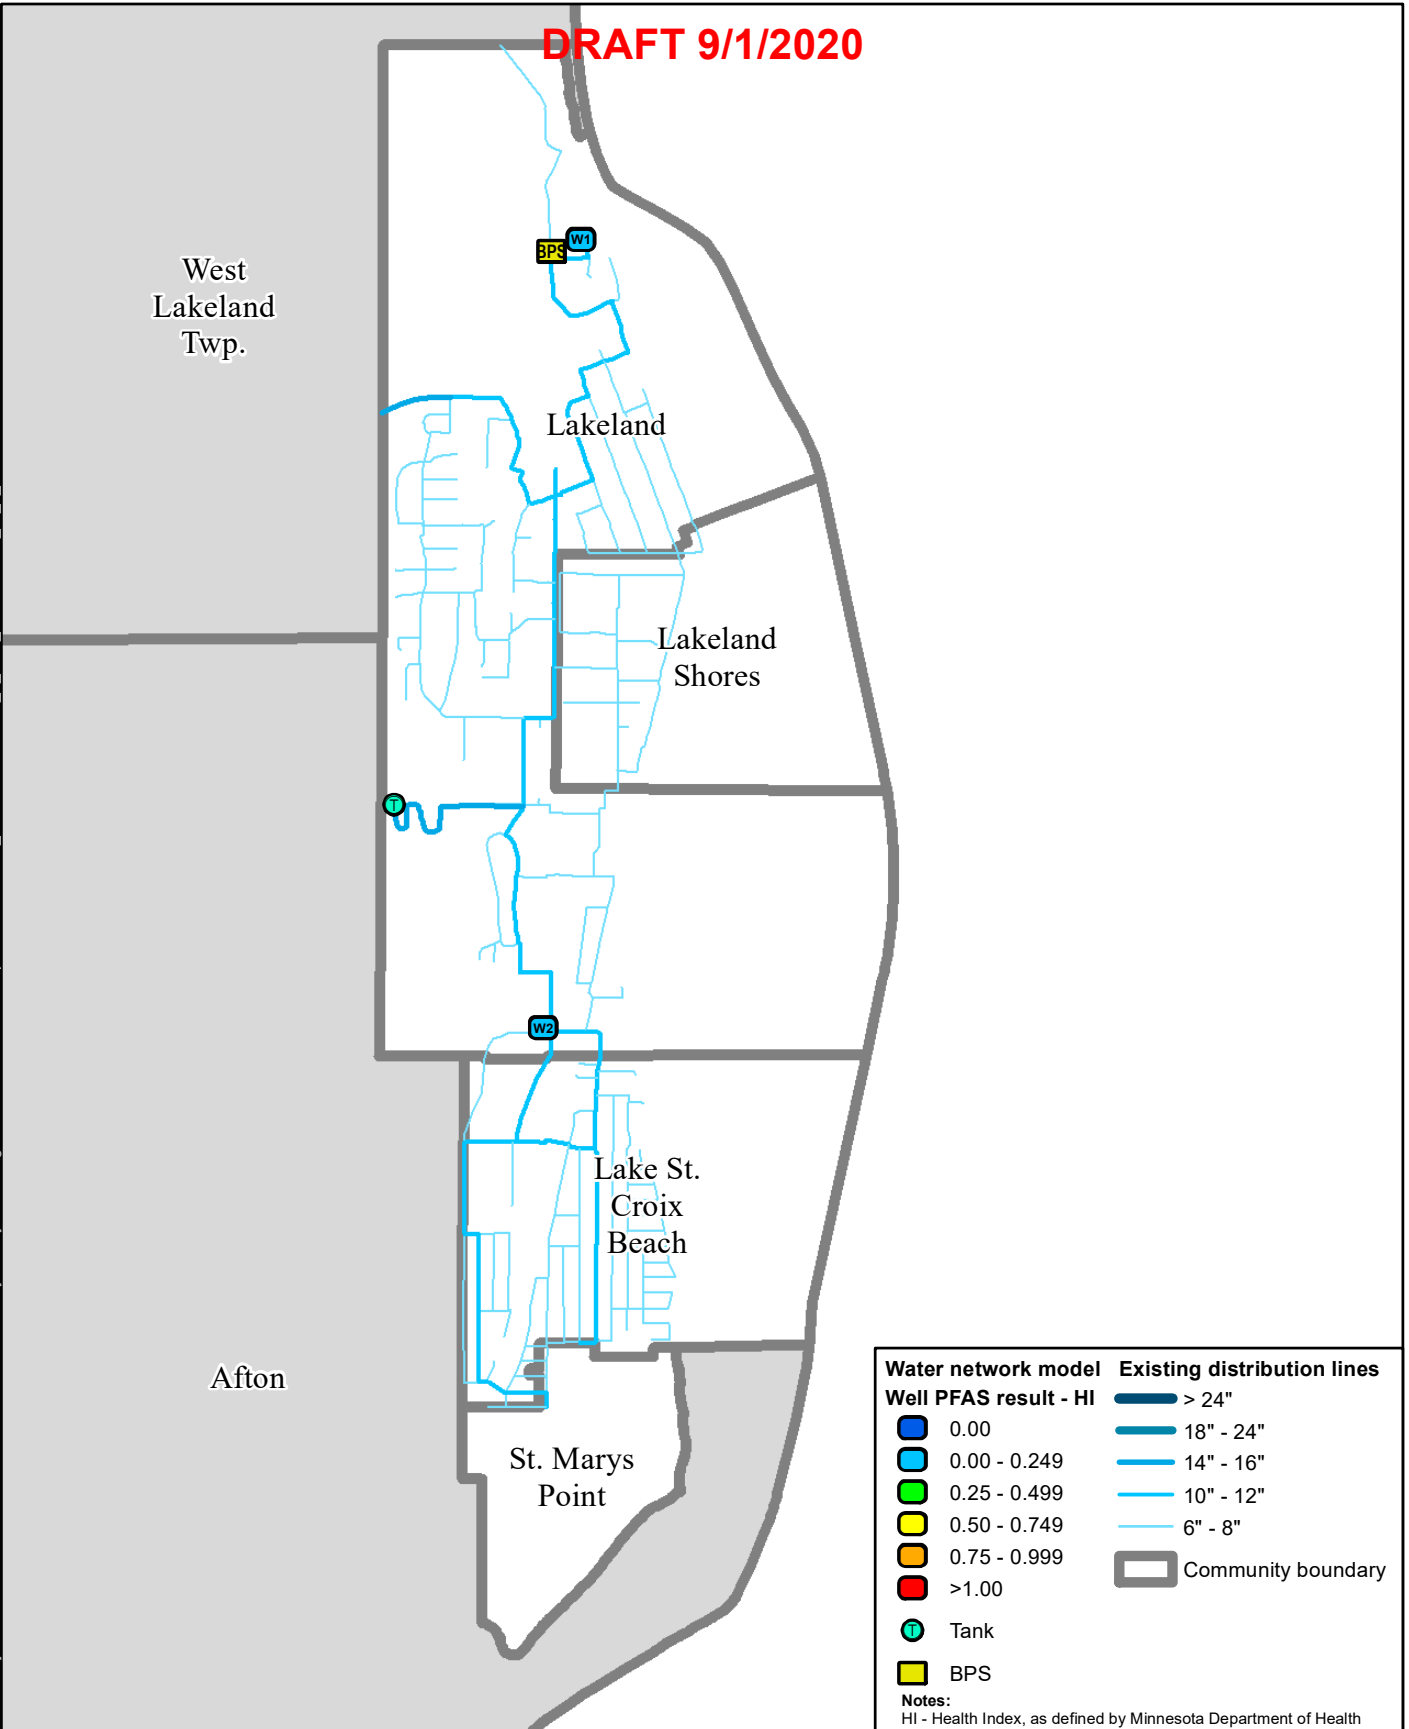 DRAFT 9/1/2020
W1
BPS
West
Lakeland
Twp.
Lakeland
Lakeland
Shores
T
W2
Lake St.
Croix
Beach
Afton
St. Marys
Point
Water network model
Well PFAS result - HI
0.00
0.00 - 0.249
0.25 - 0.499
0.50 - 0.749
0.75 - 0.999
>1.00
T Tank
BPS
Existing distribution lines
> 24"
18" - 24"
14" - 16"
10" - 12"
6" - 8"
Community boundary
Notes:
HI - Health Index, as defined by Minnesota Department of Health